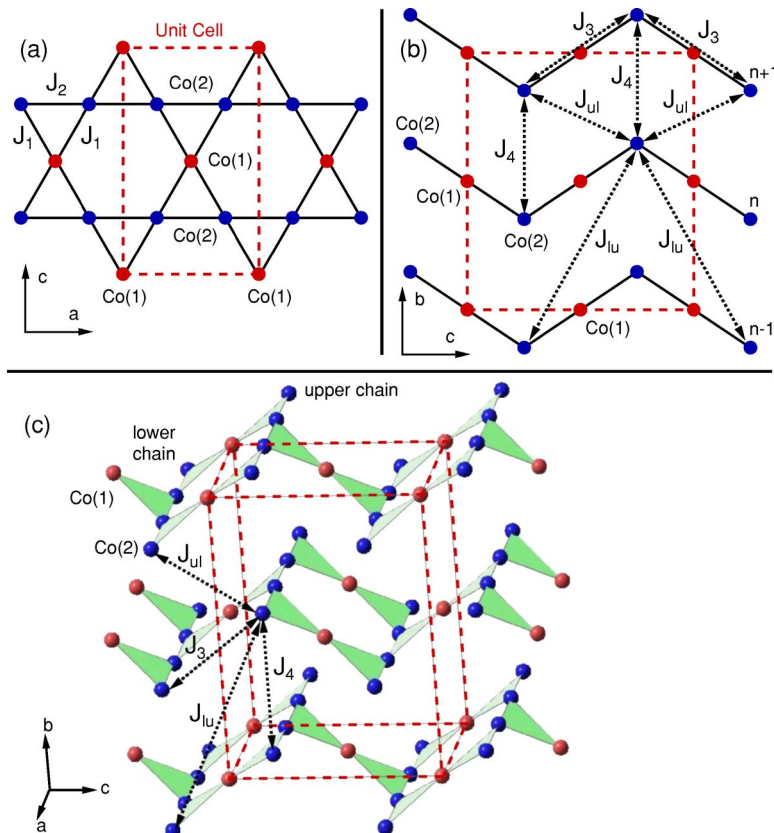 (a)
Unit Cell
J2
Co(2)
J1
J1
Co(1)
Co(2)
c
a
Co(1)
Co(1)
(b)
J3
J3
n+1
J4
Jul
Jul
Co(2)
J4
Co(1)
n
Co(2)
Jlu
Jlu
b
Co(1)
n-1
c
(c)
upper chain
lower
chain
Co(1)
Co(2)
Jul
J3
J4
Jlu
b
c
a